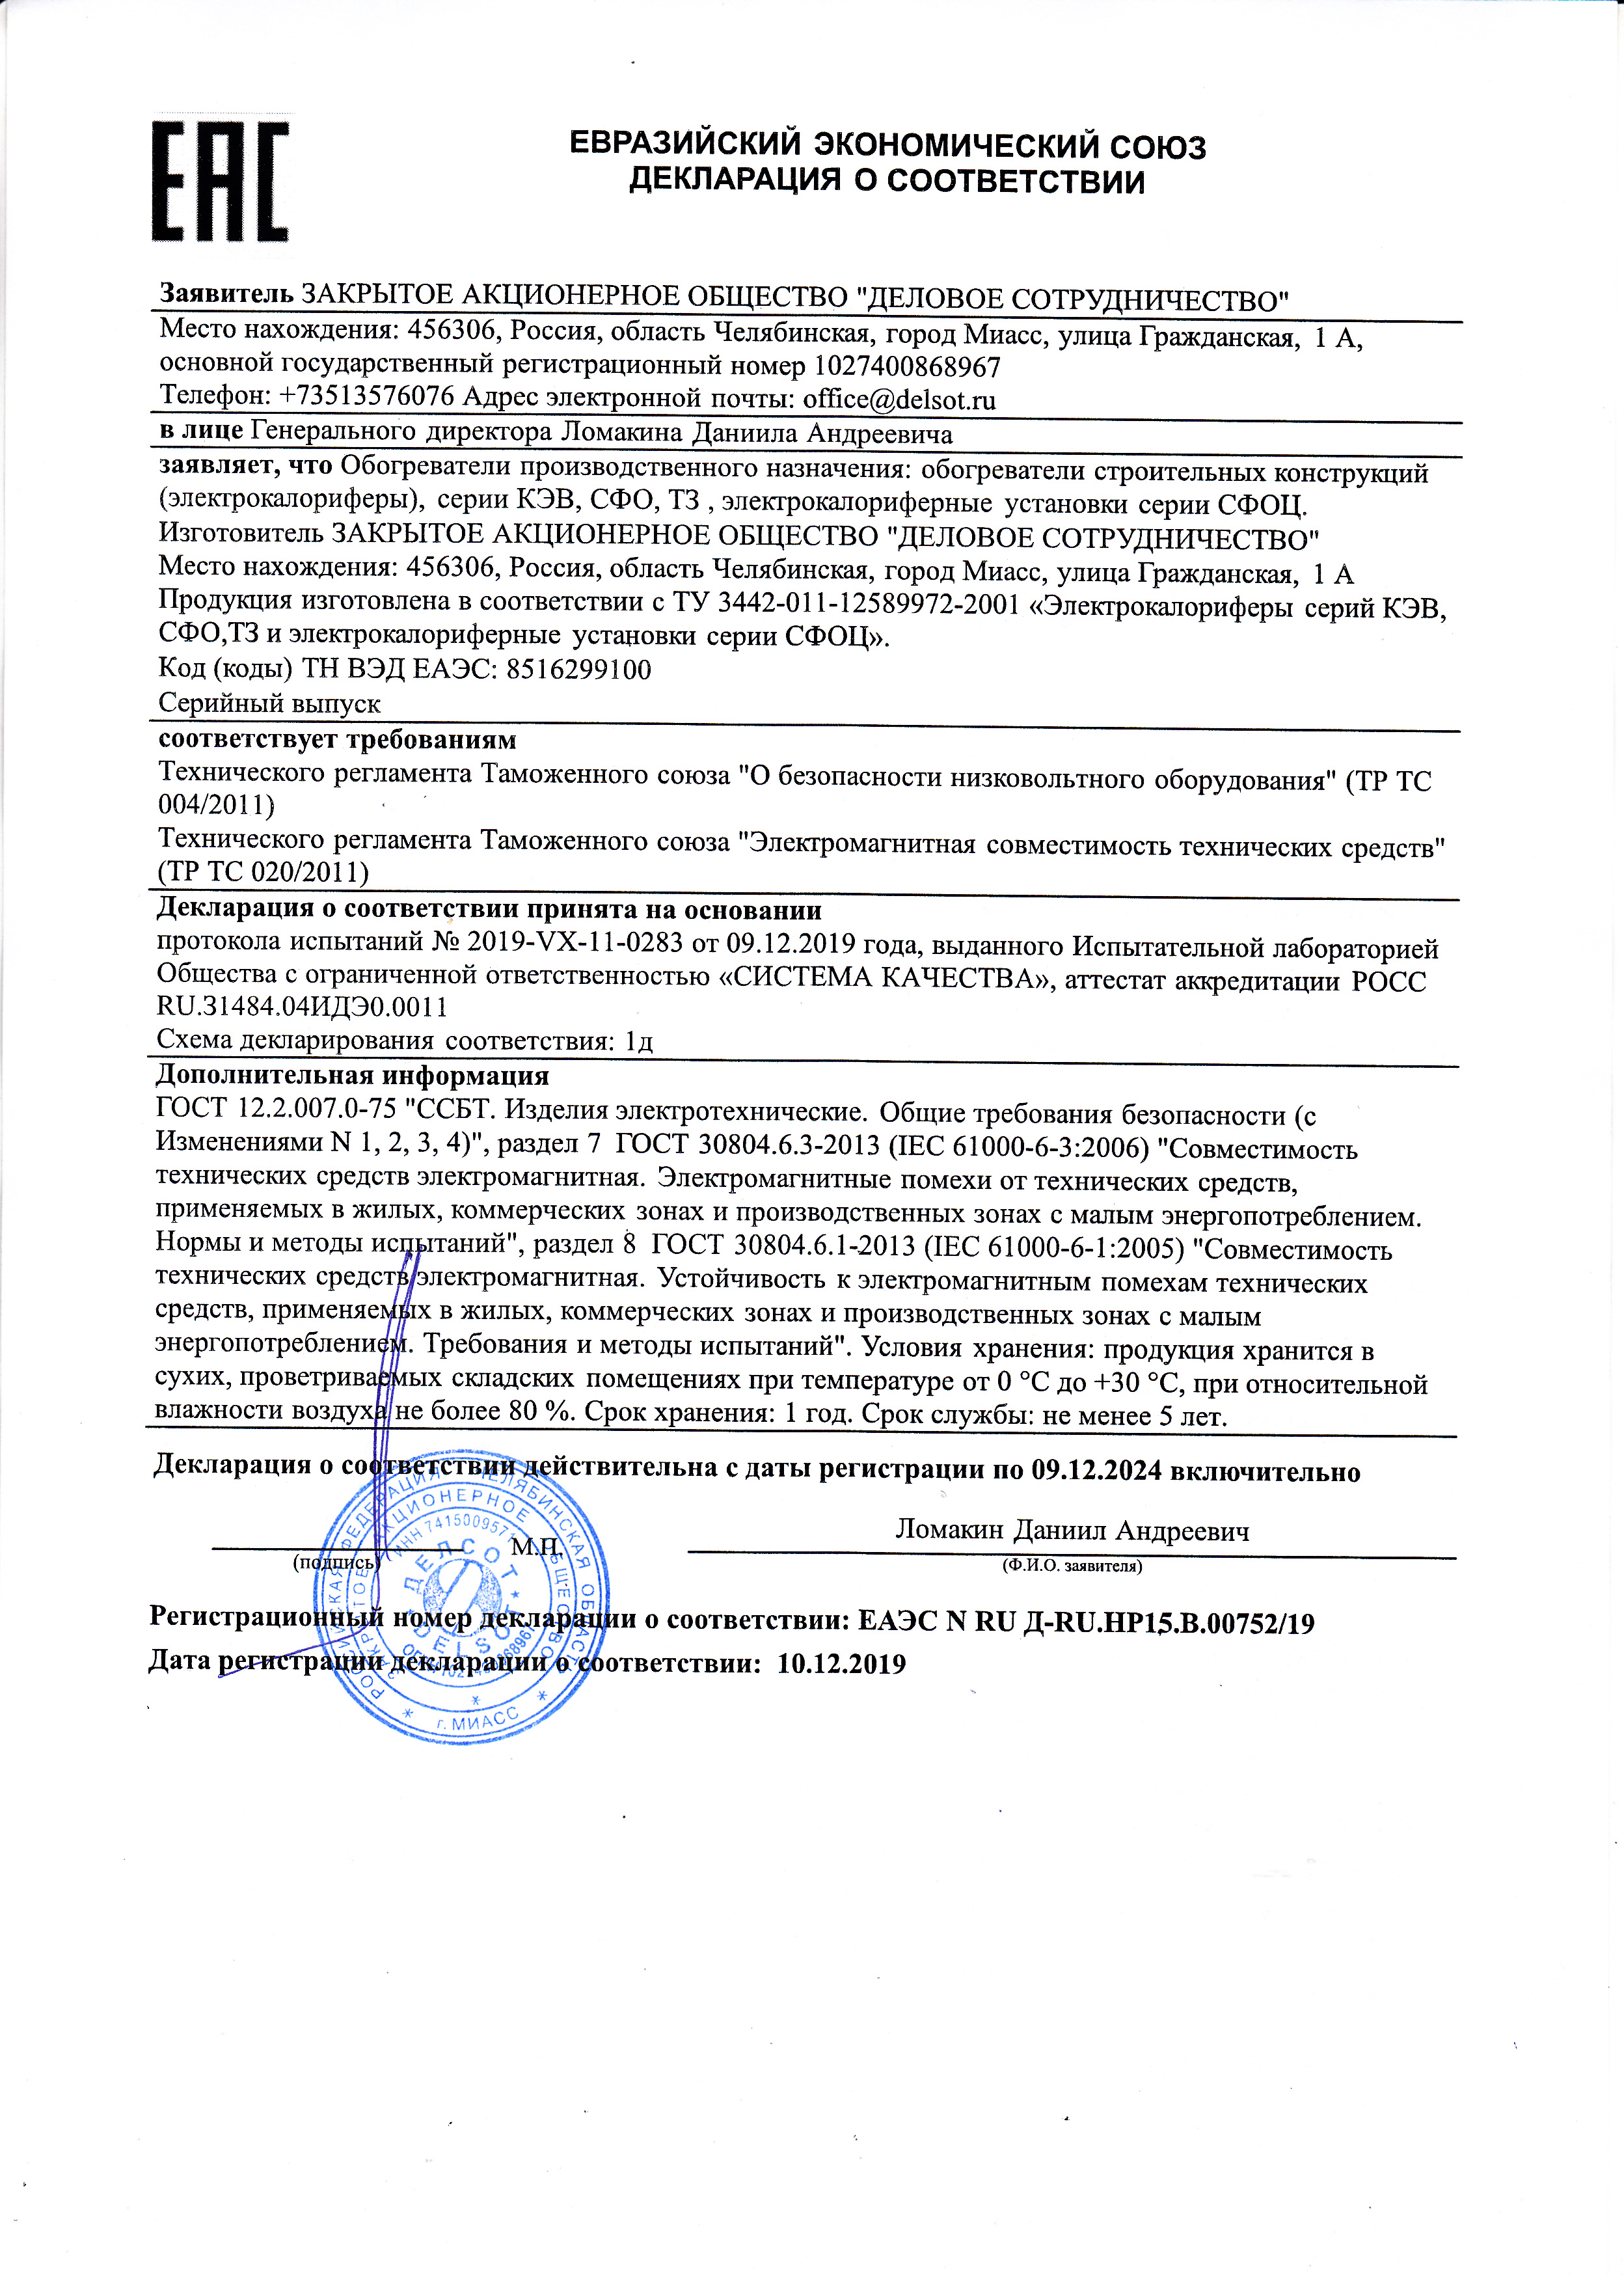 ЕАС
ЕВРАЗИЙСКИЙ ЭКОНОМИЧЕСКИЙ СОЮЗ
ДЕКЛАРАЦИЯ О СООТВЕТСТВИИ
Заявитель ЗАКРЫТОЕ АКЦИОНЕРНОЕ ОБЩЕСТВО "ДЕЛОВОЕ СОТРУДНИЧЕСТВО"
Место нахождения: 456306, Россия, область Челябинская, город Миасс, улица Гражданская, 1 А,
основной государственный регистрационный номер 1027400868967
Телефон: +73513576076 Адрес электронной почты: office@delsot.ru
в лице Генерального директора Ломакина Даниила Андреевича
заявляет, что Обогреватели производственного назначения: обогреватели строительных конструкций
(электрокалориферы), серии КЭВ, СФО, ТЗ , электрокалориферные установки серии СФОЦ.
Изготовитель ЗАКРЫТОЕ АКЦИОНЕРНОЕ ОБЩЕСТВО "ДЕЛОВОЕ СОТРУДНИЧЕСТВО"
Место нахождения: 456306, Россия, область Челябинская, город Миасс, улица Гражданская, 1 А
Продукция изготовлена в соответствии с ТУ 3442-011-12589972-2001 «Электрокалориферы серий КЭВ,
СФО,ТЗ и электрокалориферные установки серии СФОЦ».
Код (коды) ТН ВЭД ЕАЭС: 8516299100
Серийный выпуск
соответствует требованиям
Технического регламента Таможенного союза "О безопасности низковольтного оборудования" (ТР ТС
004/2011)
Технического регламента Таможенного союза "Электромагнитная совместимость технических средств"
(ТР ТС 020/2011)
Декларация о соответствии принята на основании
протокола испытаний № 2019-VX-11-0283 от 09.12.2019 года, выданного Испытательной лабораторией
Общества с ограниченной ответственностью «СИСТЕМА КАЧЕСТВА», аттестат аккредитации РОСС
RU.31484.04ИДЭ0.0011
Схема декларирования соответствия: 1д
Дополнительная информация
ГОСТ 12.2.007.0-75 "ССБТ. Изделия электротехнические. Общие требования безопасности (с
Изменениями N 1, 2, 3, 4)", раздел 7 ГОСТ 30804.6.3-2013 (IEC 61000-6-3:2006) "Совместимость
технических средств электромагнитная. Электромагнитные помехи от технических средств,
применяемых в жилых, коммерческих зонах и производственных зонах с малым энергопотреблением.
Нормы и методы испытаний", раздел 8 ГОСТ 30804.6.1-2013 (IEC 61000-6-1:2005) "Совместимость
технических средств электромагнитная. Устойчивость к электромагнитным помехам технических
средств, применяемых в жилых, коммерческих зонах и производственных зонах с малым
энергопотреблением. Требования и методы испытаний". Условия хранения: продукция хранится в
сухих, проветриваемых складских помещениях при температуре от 0 °С до +30 °С, при относительной
влажности воздуха не более 80 %. Срок хранения: 1 год. Срок службы: не менее 5 лет.
Декларация о соответствии действительна с даты регистрации по 09.12.2024 включительно
М.П.
Ломакин Даниил Андреевич
(подпись)
(Ф.И.О. заявителя)
Регистрационный номер декларации о соответствии: ЕАЭС N RU Д-RU.НР15.В.00752/19
Дата регистрации декларации о соответствии: 10.12.2019
РОССИЙСКАЯ ФЕДЕРАЦИЯ ЧЕЛЯБИНСКАЯ ОБЛАСТЬ
ЗАКРЫТОЕ АКЦИОНЕРНОЕ ОБЩЕСТВО
ИНН 7415009571
ДЕЛСОТ
DELSOT
г. МИАСС